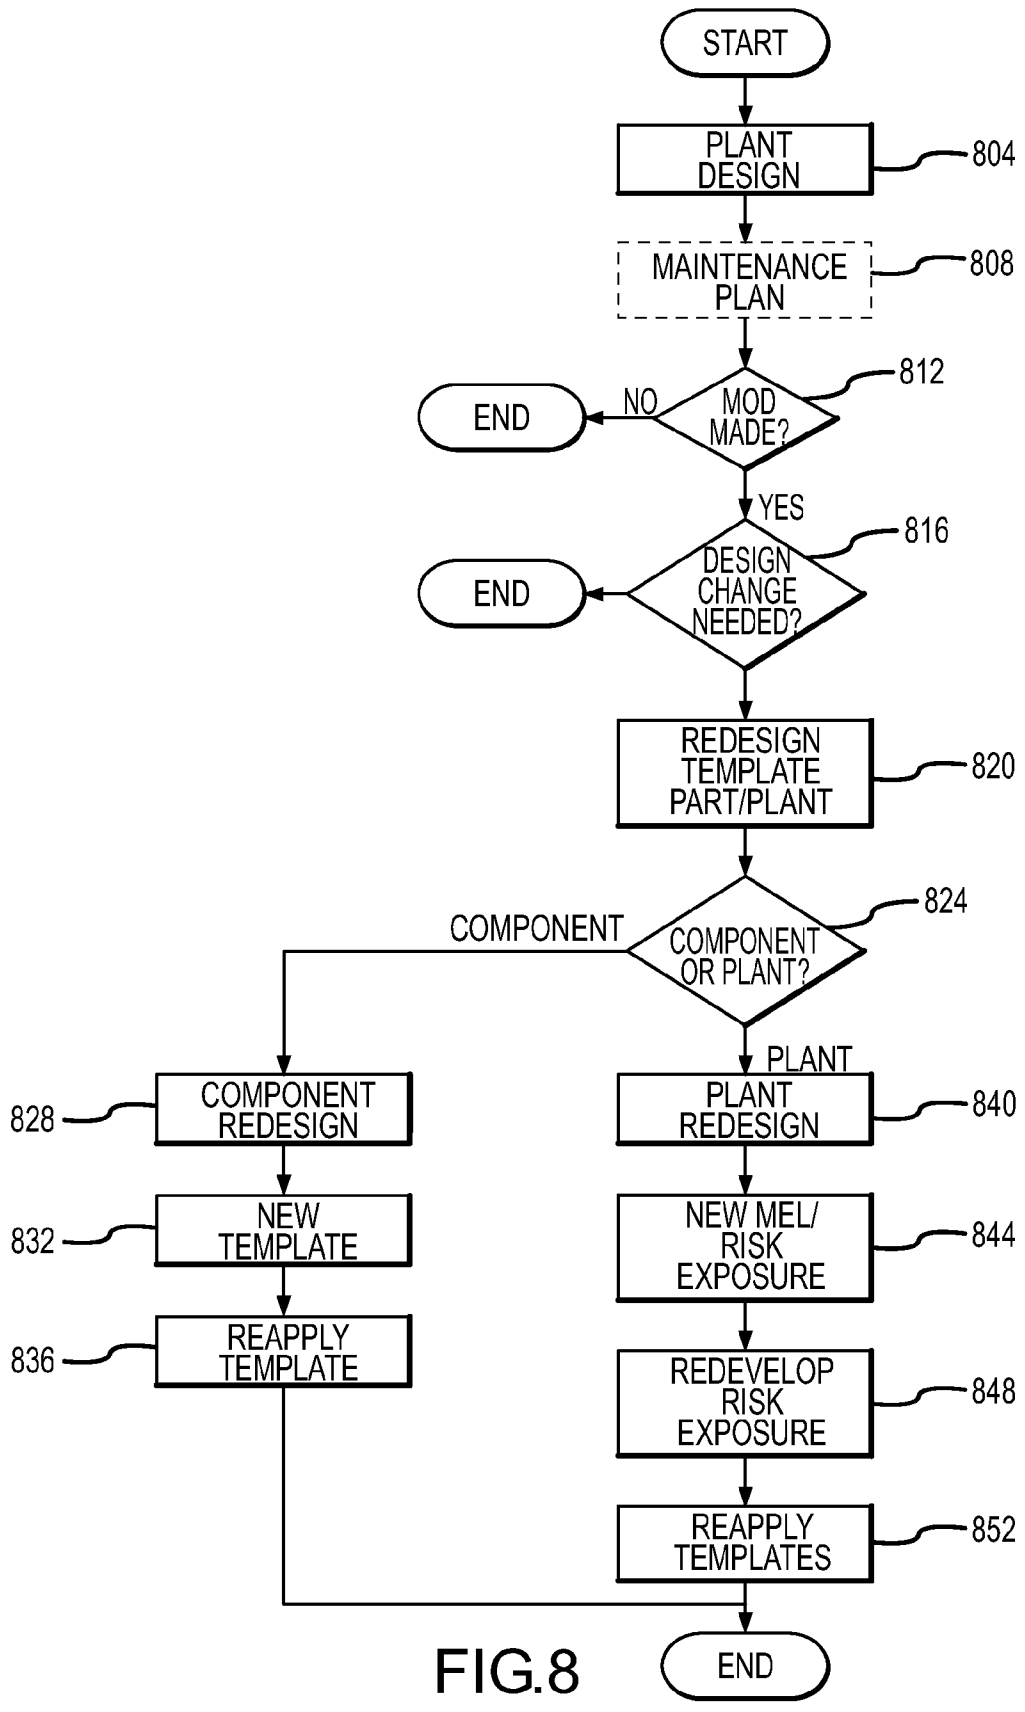 START
PLANT
DESIGN
804
MAINTENANCE
PLAN
808
MOD
MADE?
812
NO
END
YES
DESIGN
CHANGE
NEEDED?
816
END
REDESIGN
TEMPLATE
PART/PLANT
820
COMPONENT
OR PLANT?
824
COMPONENT
PLANT
COMPONENT
REDESIGN
828
NEW
TEMPLATE
832
REAPPLY
TEMPLATE
836
PLANT
REDESIGN
840
NEW MEL/
RISK
EXPOSURE
844
REDEVELOP
RISK
EXPOSURE
848
REAPPLY
TEMPLATES
852
END
FIG.8